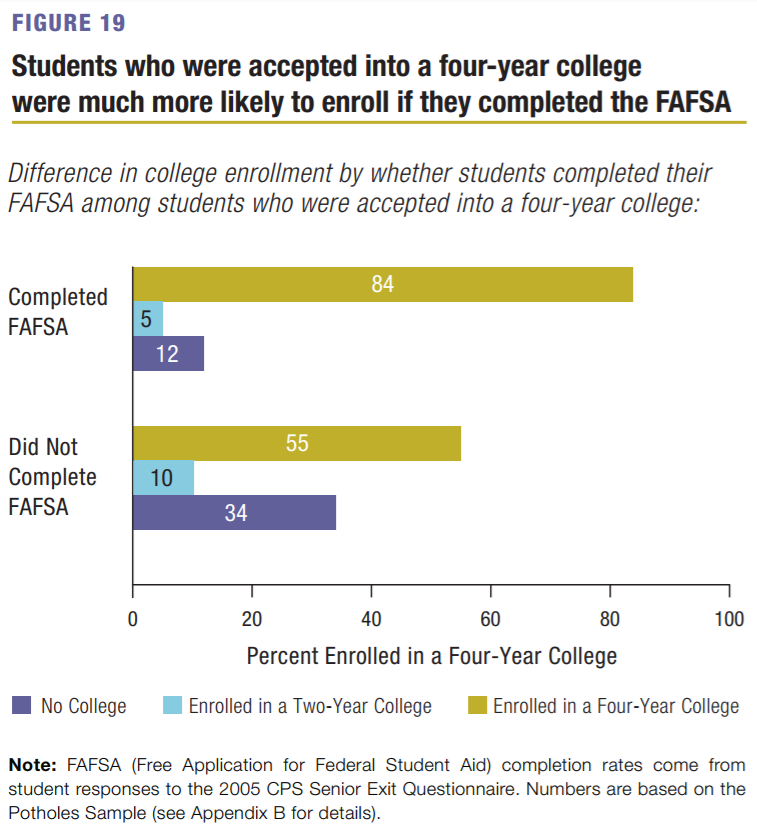 FIGURE 19
Students who were accepted into a four-year college
were much more likely to enroll if they completed the FAFSA
Difference in college enrollment by whether students completed their
FAFSA among students who were accepted into a four-year college:
Completed
FAFSA
84
5
12
Did Not
Complete
FAFSA
55
10
34
0 20 40 60 80 100
Percent Enrolled in a Four-Year College
No College Enrolled in a Two-Year College Enrolled in a Four-Year College
Note: FAFSA (Free Application for Federal Student Aid) completion rates come from
student responses to the 2005 CPS Senior Exit Questionnaire. Numbers are based on the
Potholes Sample (see Appendix B for details).